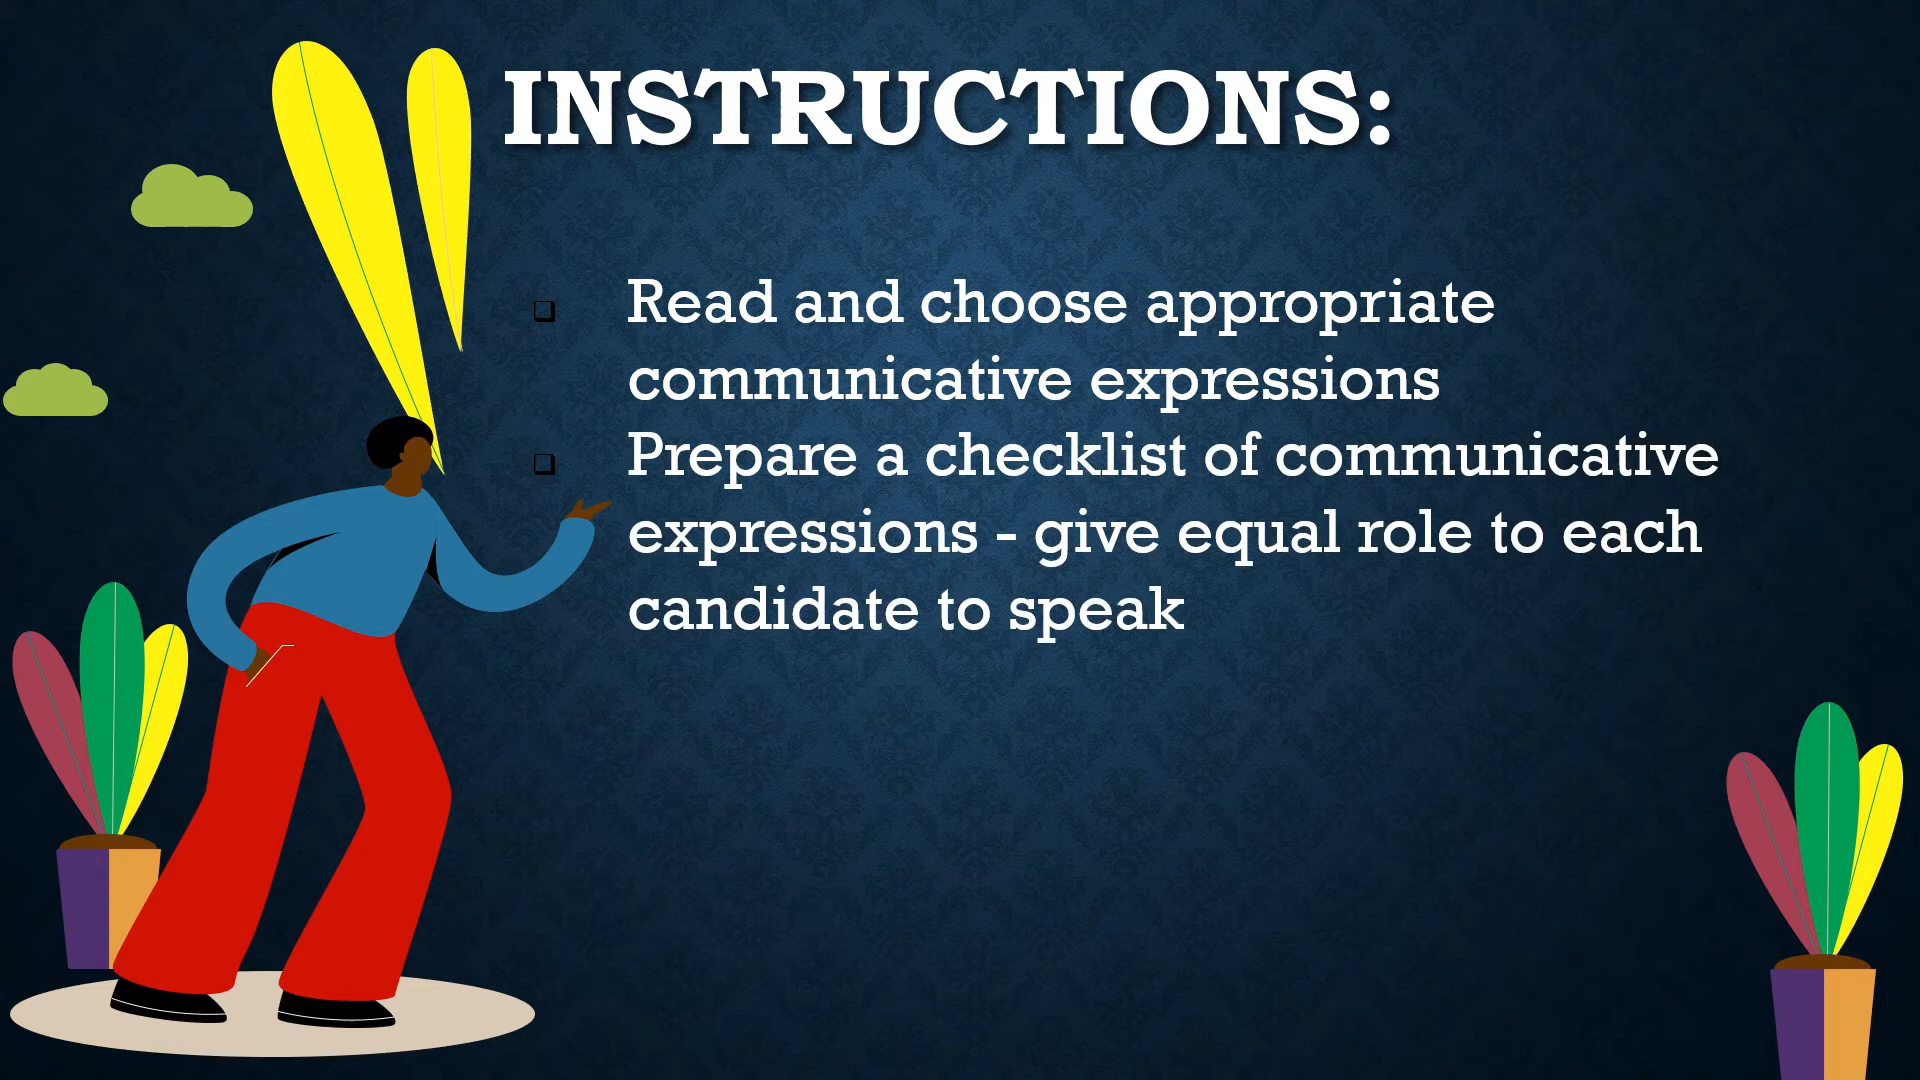 INSTRUCTIONS:
Read and choose appropriate
communicative expressions
Prepare a checklist of communicative
expressions - give equal role to each
candidate to speak